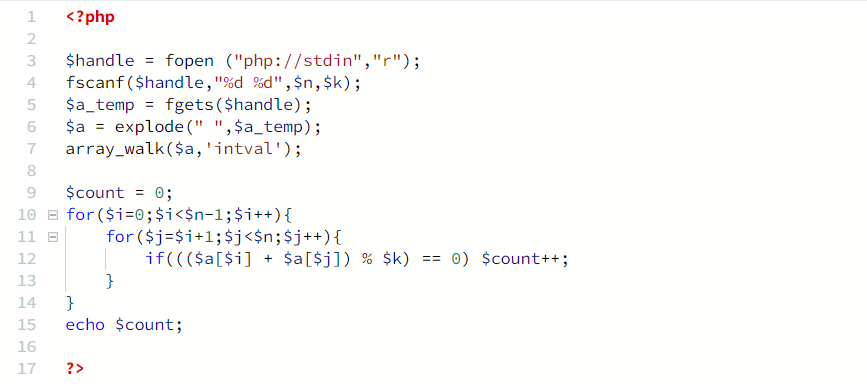 1 <?php
2
3 $handle = fopen ("php://stdin","r");
4 fscanf($handle,"%d %d",$n,$k);
5 $a_temp = fgets($handle);
6 $a = explode(" ",$a_temp);
7 array_walk($a,'intval');
8
9 $count = 0;
10 for($i=0;$i<$n-1;$i++){
11     for($j=$i+1;$j<$n;$j++){
12         if((($a[$i] + $a[$j]) % $k) == 0) $count++;
13     }
14 }
15 echo $count;
16
17 ?>